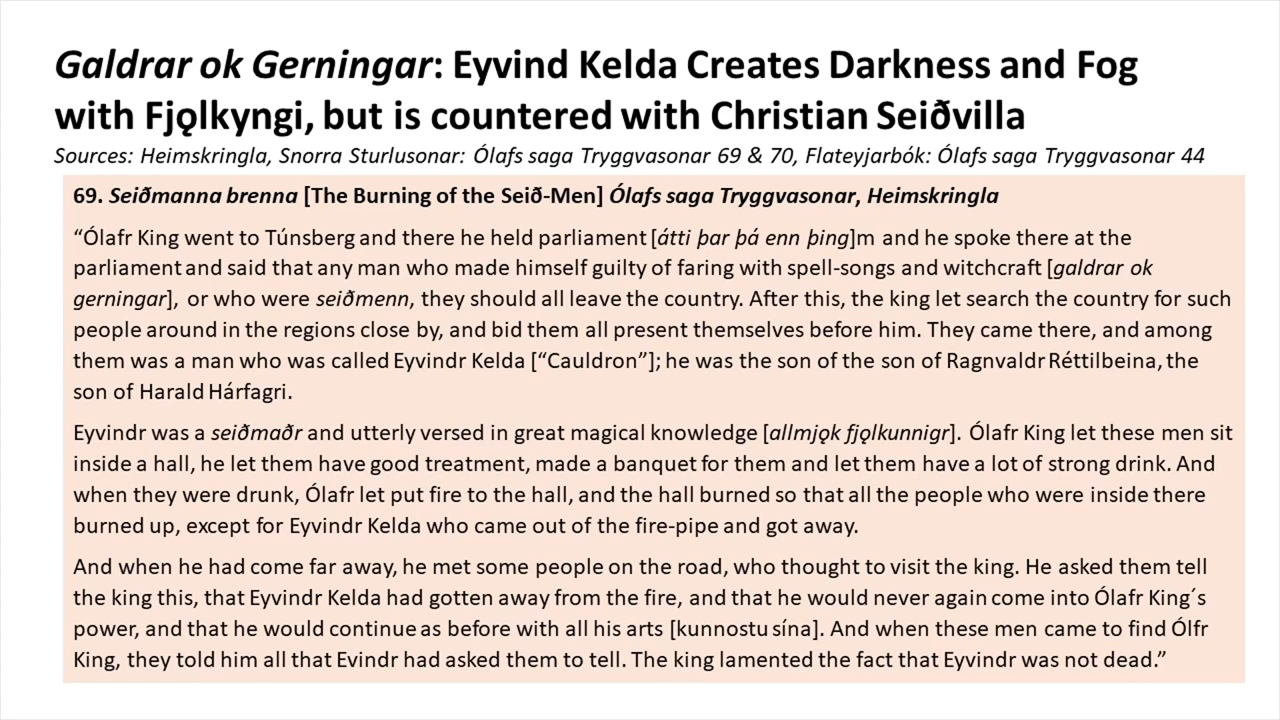 Galdrar ok Gerningar: Eyvind Kelda Creates Darkness and Fog
with Fjǫlkyngi, but is countered with Christian Seiðvilla
Sources: Heimskringla, Snorra Sturlusonar: Ólafs saga Tryggvasonar 69 & 70, Flateyjarbók: Ólafs saga Tryggvasonar 44
69. Seiðmanna brenna [The Burning of the Seið-Men] Ólafs saga Tryggvasonar, Heimskringla
“Ólafr King went to Túnsberg and there he held parliament [átti þar þá enn þing]m and he spoke there at the
parliament and said that any man who made himself guilty of faring with spell-songs and witchcraft [galdrar ok
gerningar], or who were seiðmenn, they should all leave the country. After this, the king let search the country for such
people around in the regions close by, and bid them all present themselves before him. They came there, and among
them was a man who was called Eyvindr Kelda [“Cauldron”]; he was the son of the son of Ragnvaldr Réttilbeina, the
son of Harald Hárfagri.
Eyvindr was a seiðmaðr and utterly versed in great magical knowledge [allmjǫk fjǫlkunnigr]. Ólafr King let these men sit
inside a hall, he let them have good treatment, made a banquet for them and let them have a lot of strong drink. And
when they were drunk, Ólafr let put fire to the hall, and the hall burned so that all the people who were inside there
burned up, except for Eyvindr Kelda who came out of the fire-pipe and got away.
And when he had come far away, he met some people on the road, who thought to visit the king. He asked them tell
the king this, that Eyvindr Kelda had gotten away from the fire, and that he would never again come into Ólafr King´s
power, and that he would continue as before with all his arts [kunnostu sína]. And when these men came to find Ólfr
King, they told him all that Evindr had asked them to tell. The king lamented the fact that Eyvindr was not dead.”